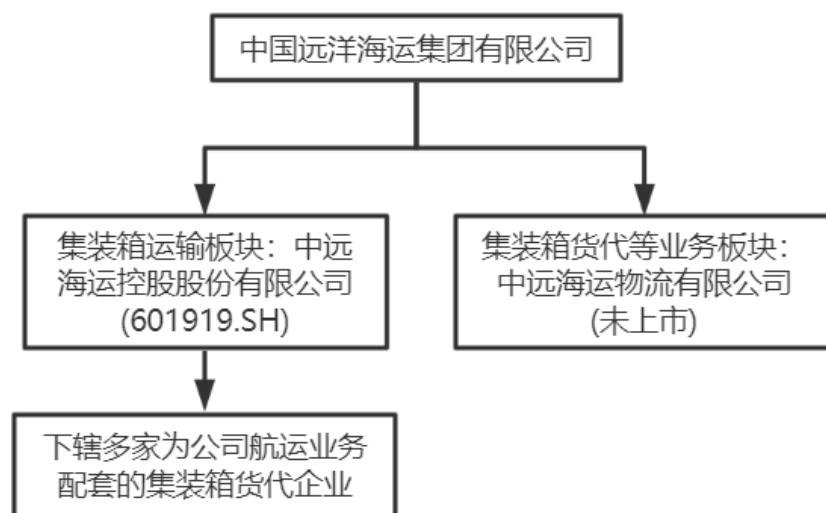 中国远洋海运集团有限公司
集装箱运输板块：中远
海运控股股份有限公司
(601919.SH)
集装箱货代等业务板块：
中远海运物流有限公司
(未上市)
下辖多家为公司航运业务
配套的集装箱货代企业